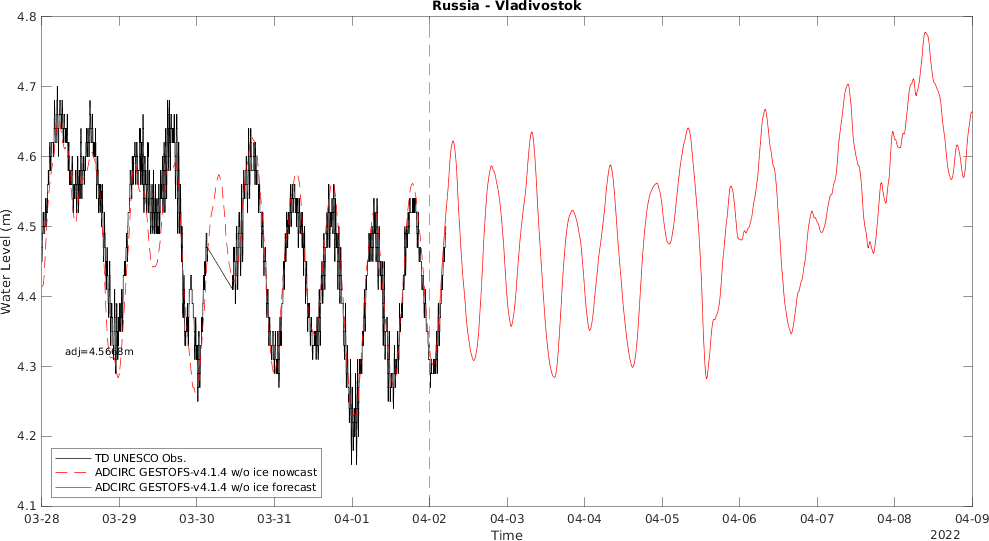 Russia - Vladivostok
4.8
4.7
4.6
4.5
4.4
4.3
4.2
4.1
Water Level (m)
adj=4.5668m
TD UNESCO Obs.
ADCIRC GESTOFS-v4.1.4 w/o ice nowcast
ADCIRC GESTOFS-v4.1.4 w/o ice forecast
03-28 03-29 03-30 03-31 04-01 04-02 04-03 04-04 04-05 04-06 04-07 04-08 04-09
Time
2022